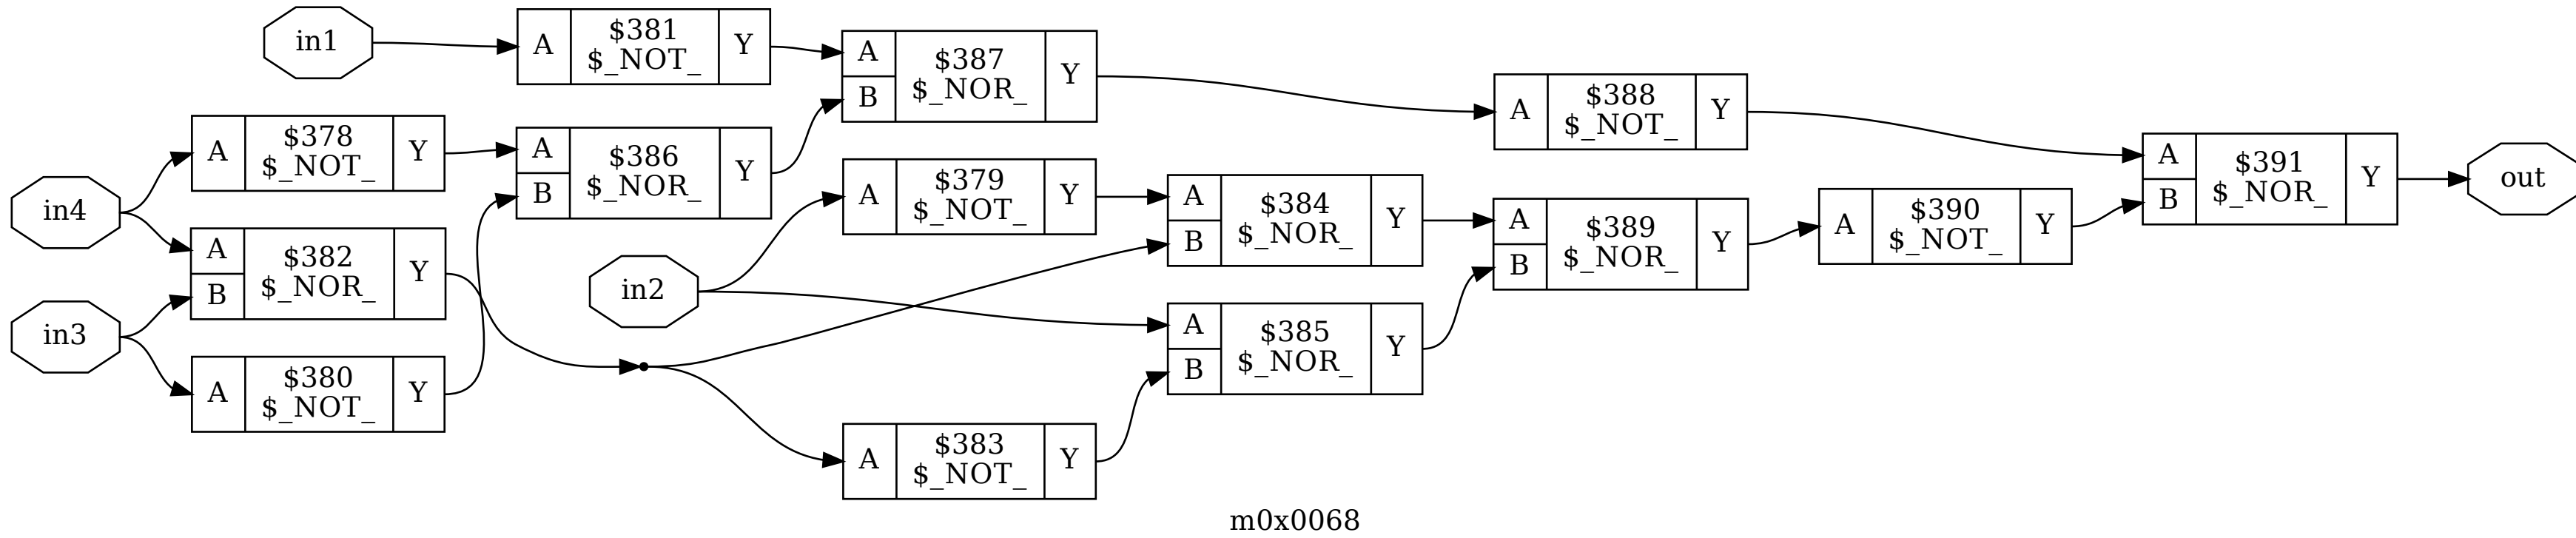 in1
A $381 $_NOT_ Y
A B $387 $_NOR_ Y
A $388 $_NOT_ Y
in4
A $378 $_NOT_ Y
A B $386 $_NOR_ Y
A $379 $_NOT_ Y
A B $391 $_NOR_ Y
out
A B $382 $_NOR_ Y
in2
A B $384 $_NOR_ Y
A B $389 $_NOR_ Y
A $390 $_NOT_ Y
in3
A $380 $_NOT_ Y
A B $385 $_NOR_ Y
A $383 $_NOT_ Y
m0x0068